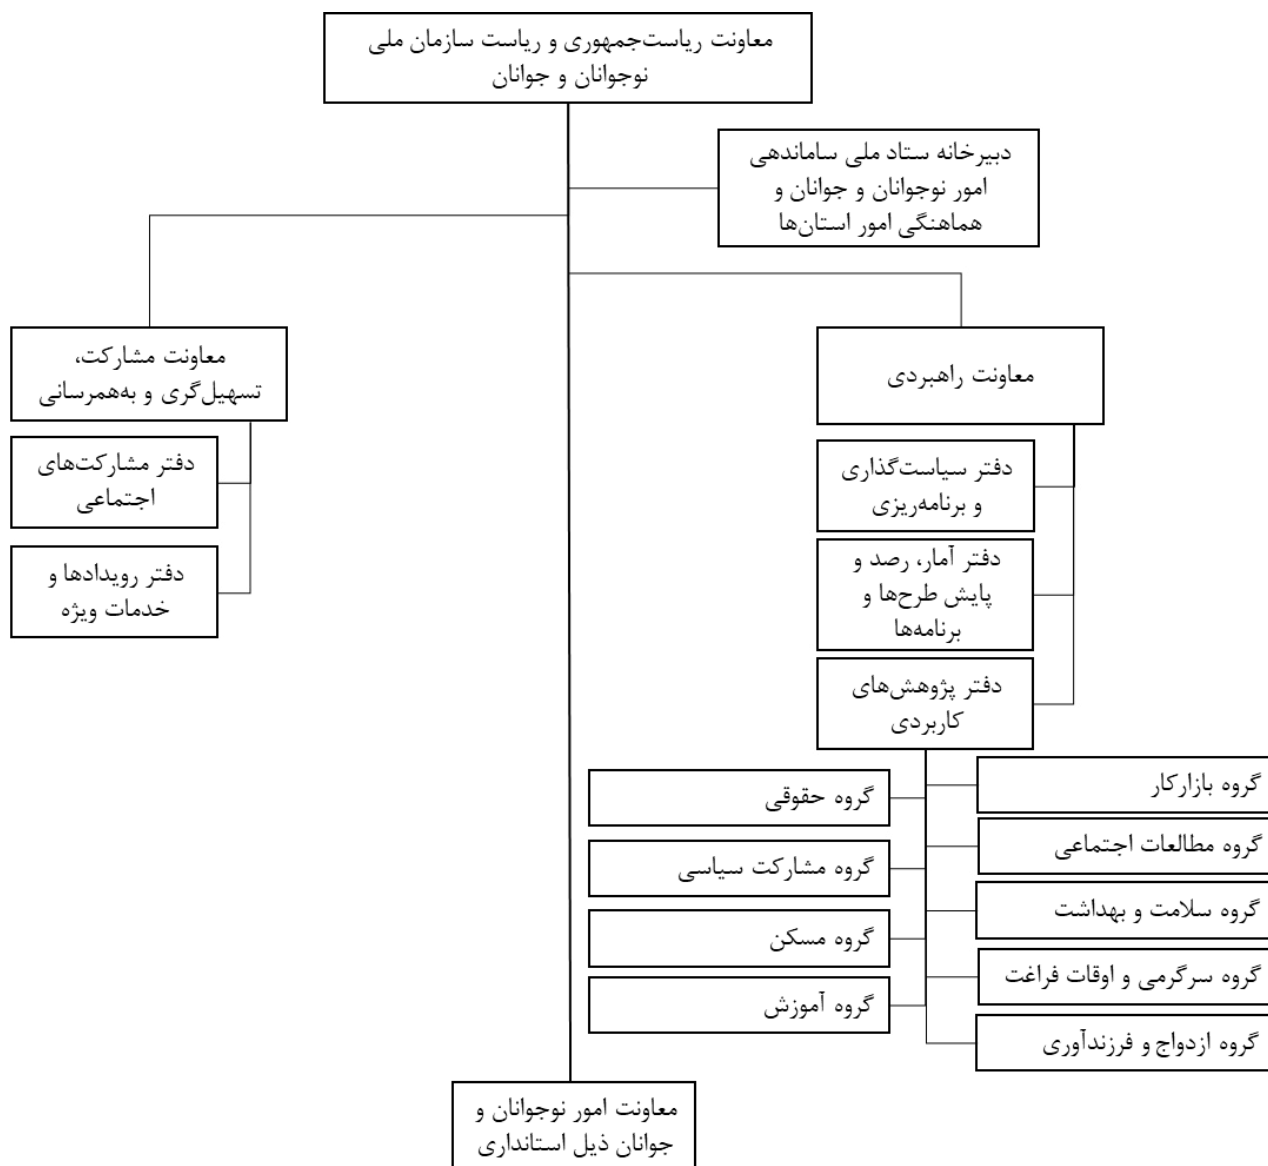 معاونت ریاست‌جمهوری و ریاست سازمان ملی
نوجوانان و جوانان
دبیرخانه ستاد ملی ساماندهی
امور نوجوانان و جوانان و
هماهنگی امور استان‌ها
معاونت راهبردی
دفتر سیاست‌گذاری
و برنامه‌ریزی
دفتر آمار، رصد و
پایش طرح‌ها و
برنامه‌ها
دفتر پژوهش‌های
کاربردی
گروه بازارکار
گروه مطالعات اجتماعی
گروه سلامت و بهداشت
گروه سرگرمی و اوقات فراغت
گروه ازدواج و فرزندآوری
گروه حقوقی
گروه مشارکت سیاسی
گروه مسکن
گروه آموزش
معاونت مشارکت،
تسهیل‌گری و به‌همرسانی
دفتر مشارکت‌های
اجتماعی
دفتر رویدادها و
خدمات ویژه
معاونت امور نوجوانان و
جوانان ذیل استانداری